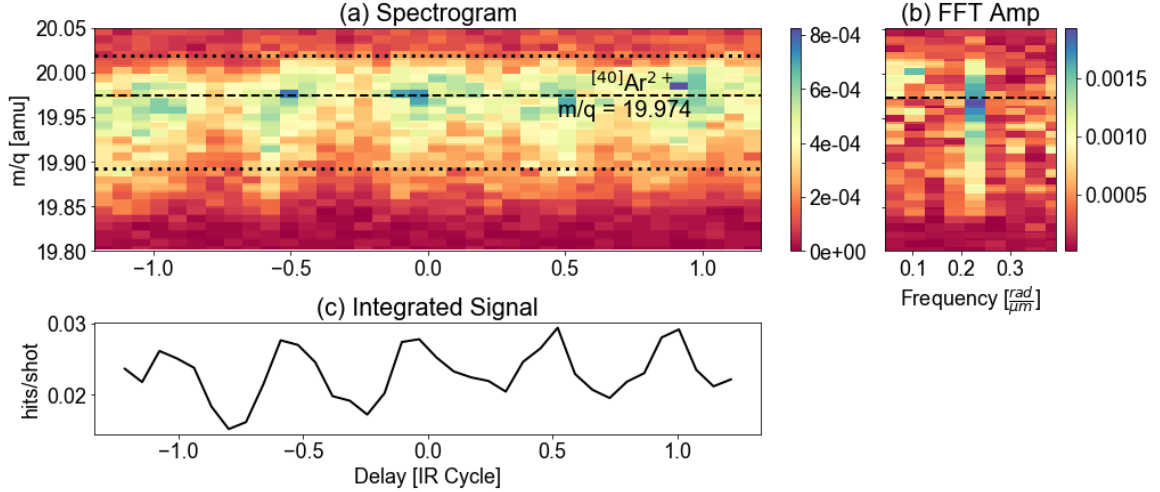 (a) Spectrogram
(b) FFT Amp
20.05
20.00
19.95
19.90
19.85
19.80
m/q [amu]
[40]Ar2+
m/q = 19.974
−1.0
−0.5
0.0
0.5
1.0
8e-04
6e-04
4e-04
2e-04
0e+00
0.1
0.2
0.3
Frequency [rad/μm]
0.0015
0.0010
0.0005
(c) Integrated Signal
0.03
0.02
hits/shot
−1.0
−0.5
0.0
0.5
1.0
Delay [IR Cycle]